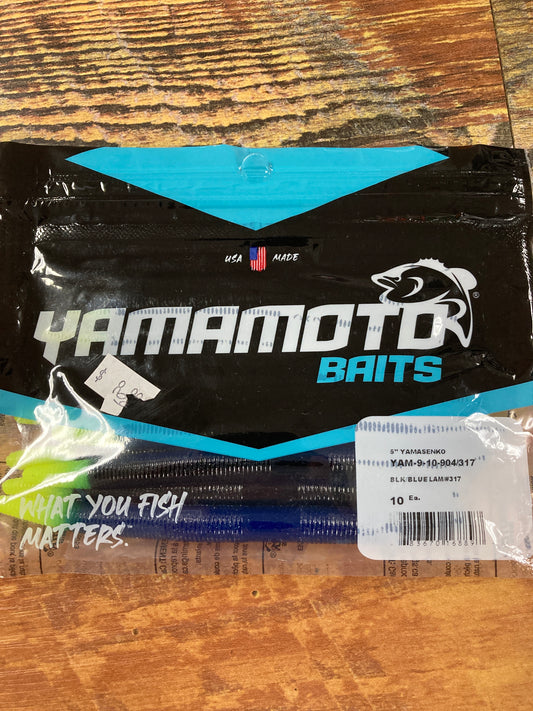 USA MADE
YAMAMOTO
®
BAITS
5" YAMASENKO
YAM-9-10-904/317
BLK/BLUE LAM #317
10 Ea.
WHAT YOU FISH
MATTERS.™